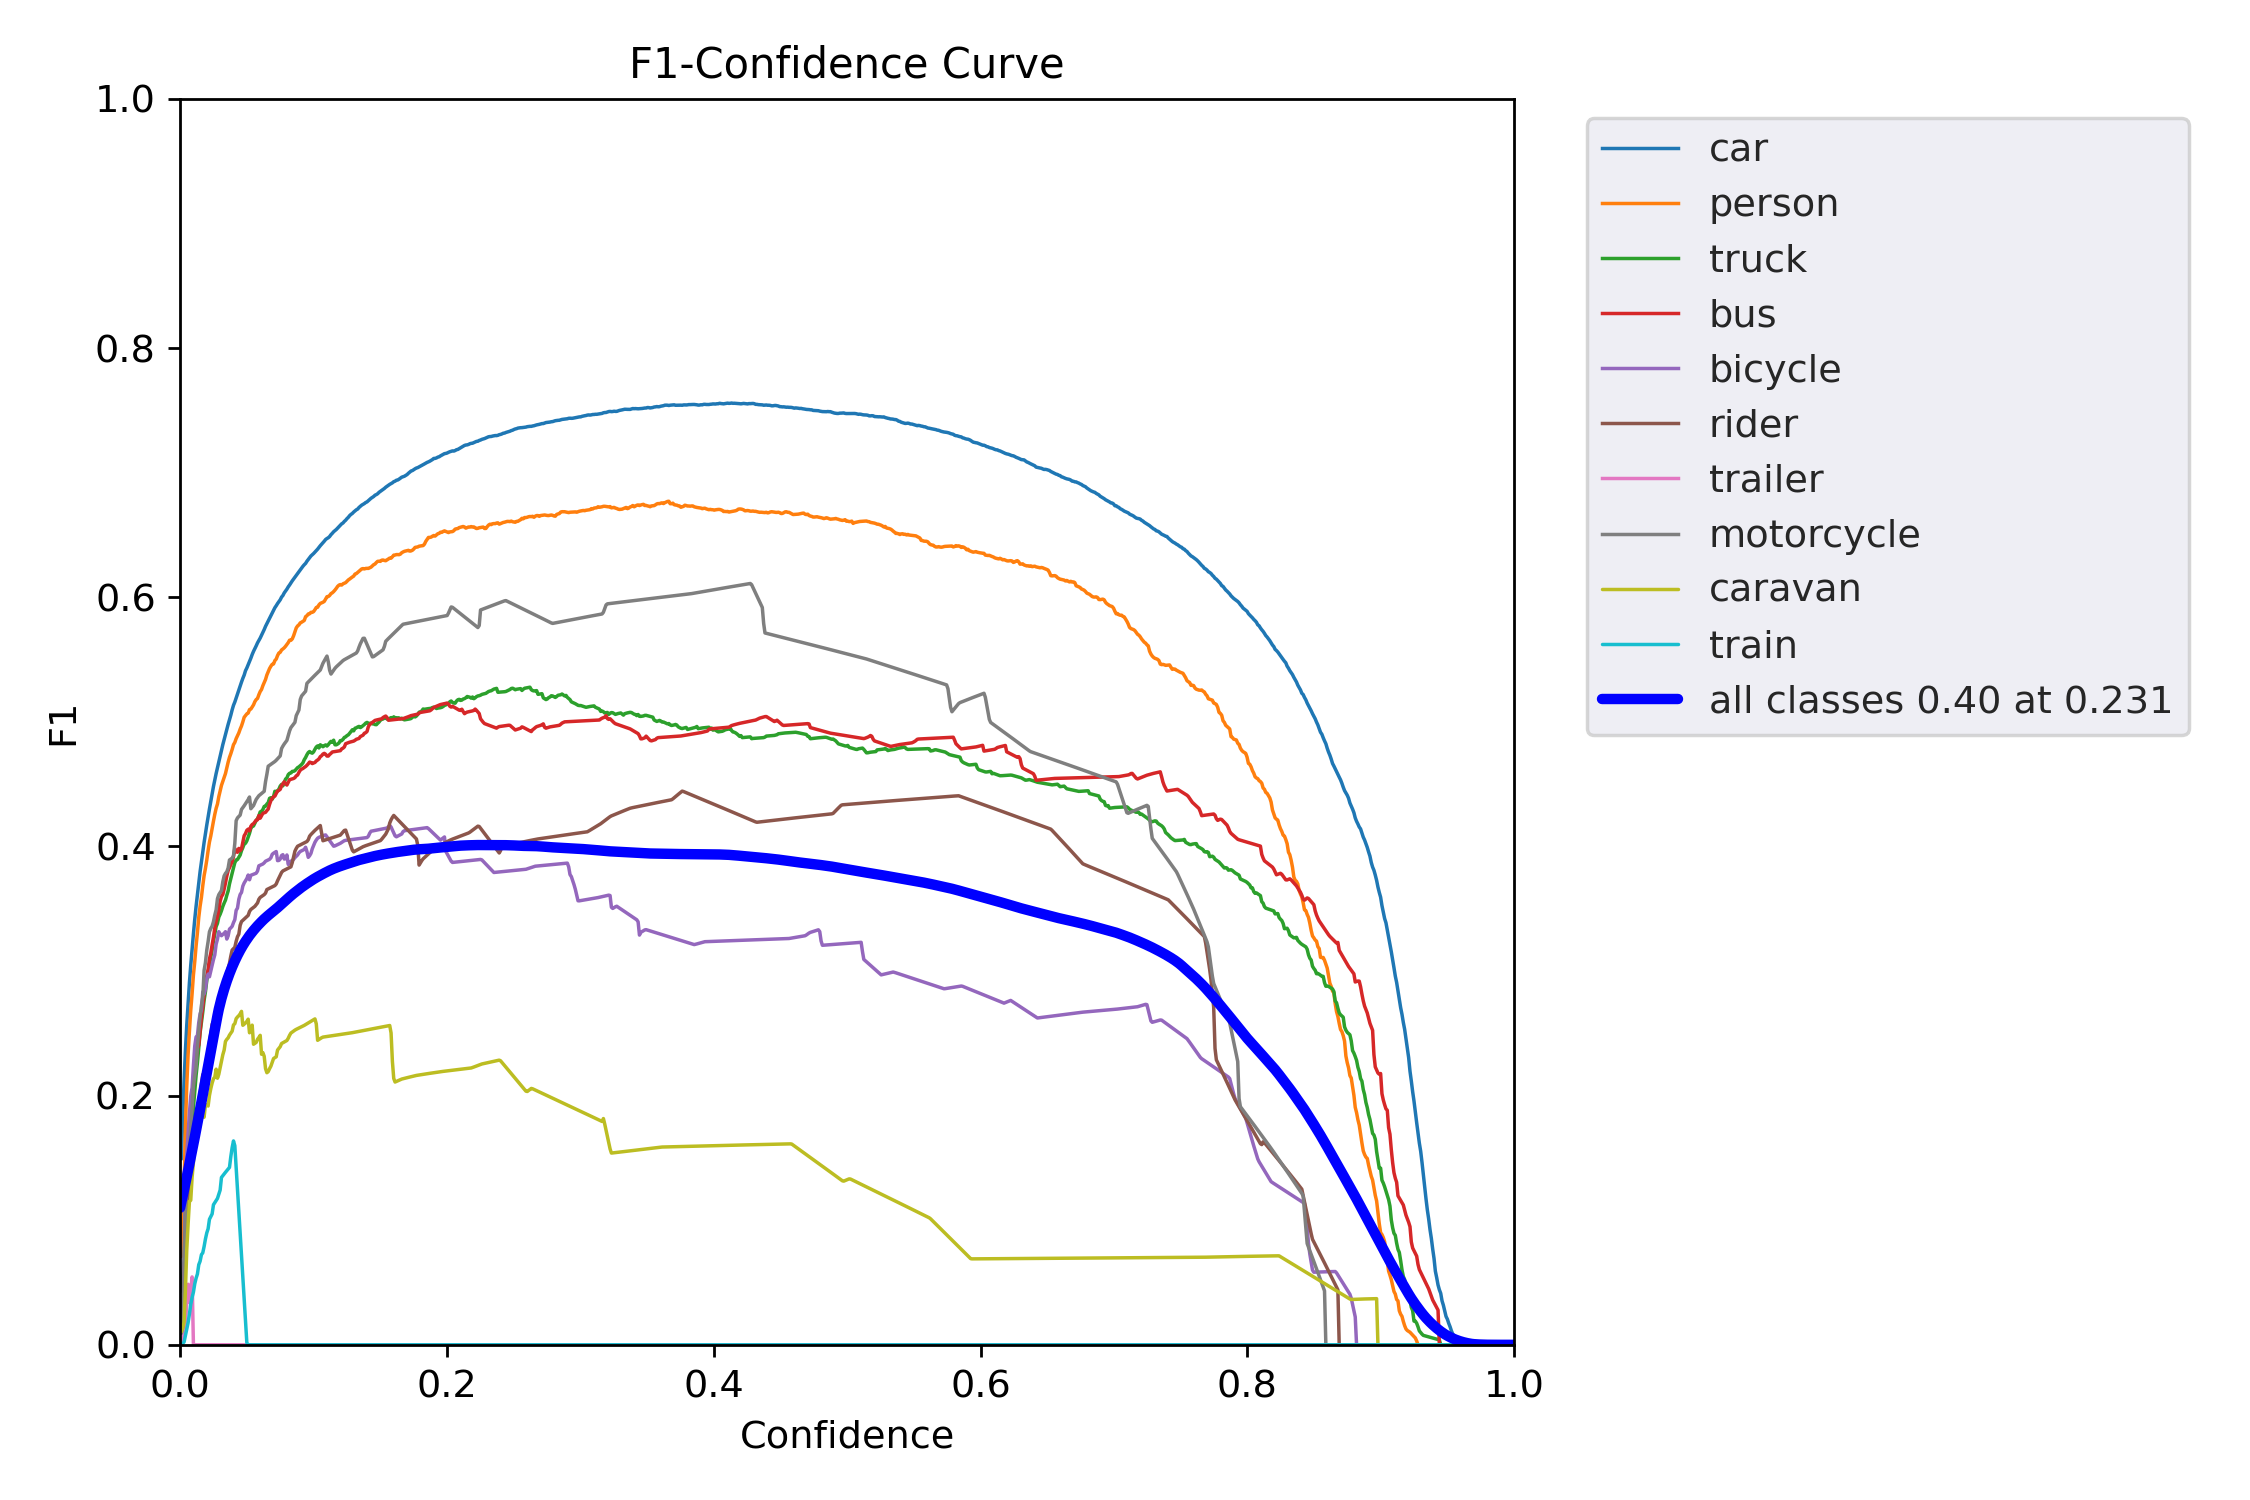 F1-Confidence Curve
1.0
0.8
0.6
0.4
0.2
0.0
F1
0.0 0.2 0.4 0.6 0.8 1.0
Confidence
car
person
truck
bus
bicycle
rider
trailer
motorcycle
caravan
train
all classes 0.40 at 0.231